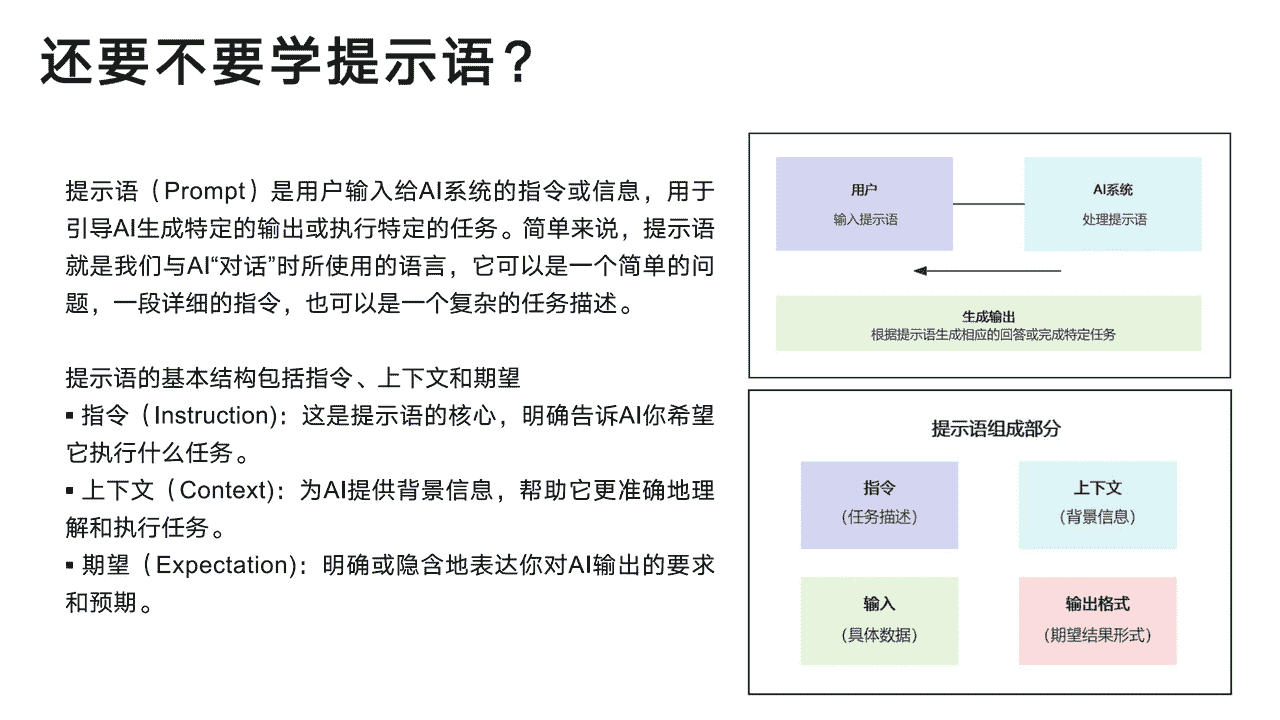 还要不要学提示语？
提示语（Prompt）是用户输入给AI系统的指令或信息，用于
引导AI生成特定的输出或执行特定的任务。简单来说，提示语
就是我们与AI“对话”时所使用的语言，它可以是一个简单的问
题，一段详细的指令，也可以是一个复杂的任务描述。
提示语的基本结构包括指令、上下文和期望
▪ 指令（Instruction)：这是提示语的核心，明确告诉AI你希望
它执行什么任务。
▪ 上下文（Context)：为AI提供背景信息，帮助它更准确地理
解和执行任务。
▪ 期望（Expectation)：明确或隐含地表达你对AI输出的要求
和预期。
用户
输入提示语
AI系统
处理提示语
生成输出
根据提示语生成相应的回答或完成特定任务
提示语组成部分
指令
（任务描述）
上下文
（背景信息）
输入
（具体数据）
输出格式
（期望结果形式）